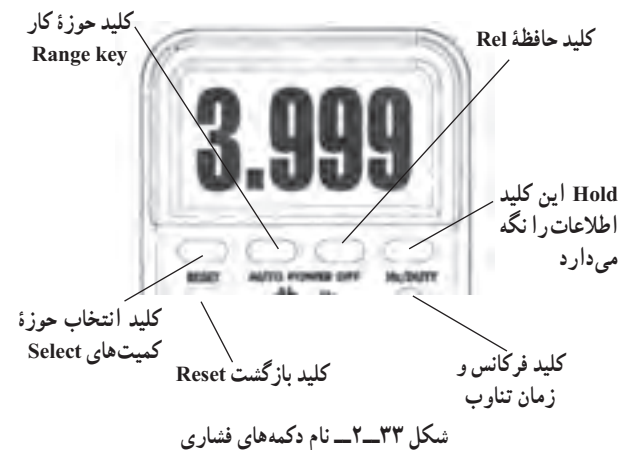 کلید حوزهٔ کار
Range key
کلید حافظهٔ Rel
3.999
Hold این کلید
اطلاعات را نگه
می‌دارد
RESET AUTO POWER OFF Hz/DUTY
کلید انتخاب حوزهٔ
کمیت‌های Select
کلید بازگشت Reset
کلید فرکانس و
زمان تناوب
شکل ۳۳ــ۲ــ نام دکمه‌های فشاری